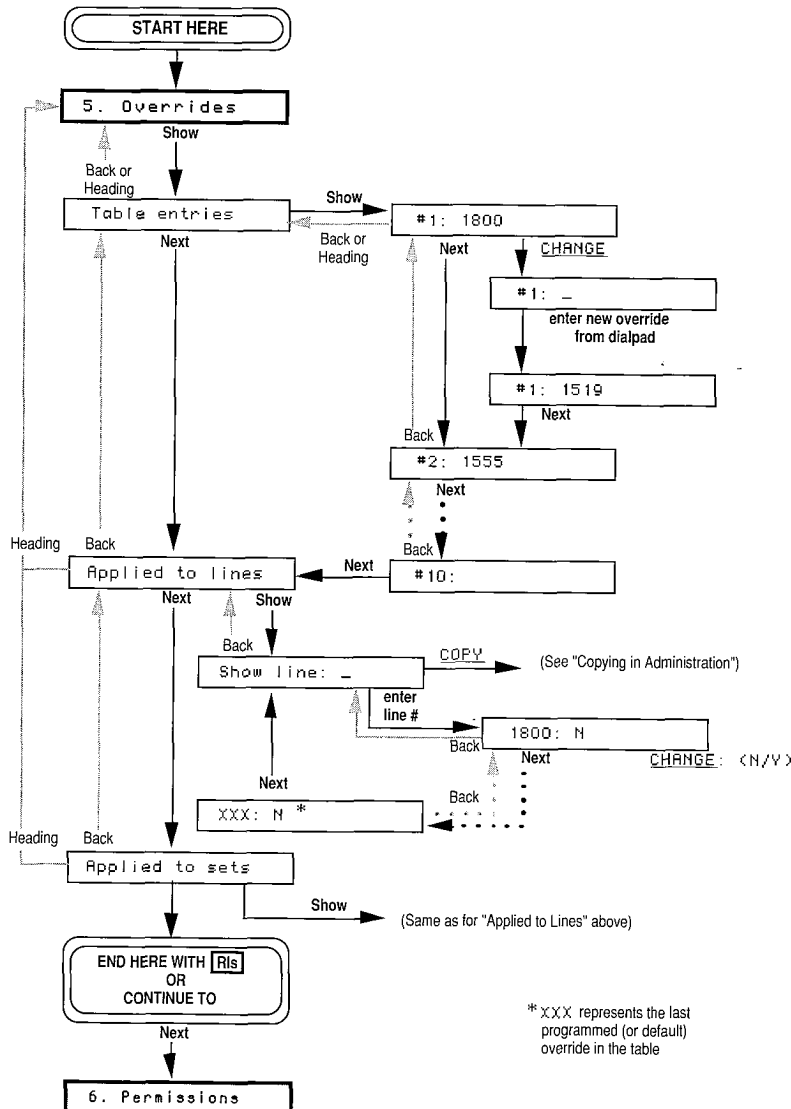 START HERE
5. Overrides
Show
Back or
Heading
Table entries
Next
Show
Back or
Heading
#1: 1800
Next
CHANGE
#1: _
enter new override
from dialpad
#1: 1519
Next
Back
#2: 1555
Next
Back
#10:
Next
Heading
Back
Applied to lines
Next
Show
Back
Show line: _
COPY
(See "Copying in Administration")
enter
line #
Back
1800: N
Next
CHANGE: (N/Y)
Next
Back
XXX: N *
Heading
Back
Applied to sets
Show
(Same as for "Applied to Lines" above)
END HERE WITH Rls
OR
CONTINUE TO
Next
* XXX represents the last
programmed (or default)
override in the table
6. Permissions